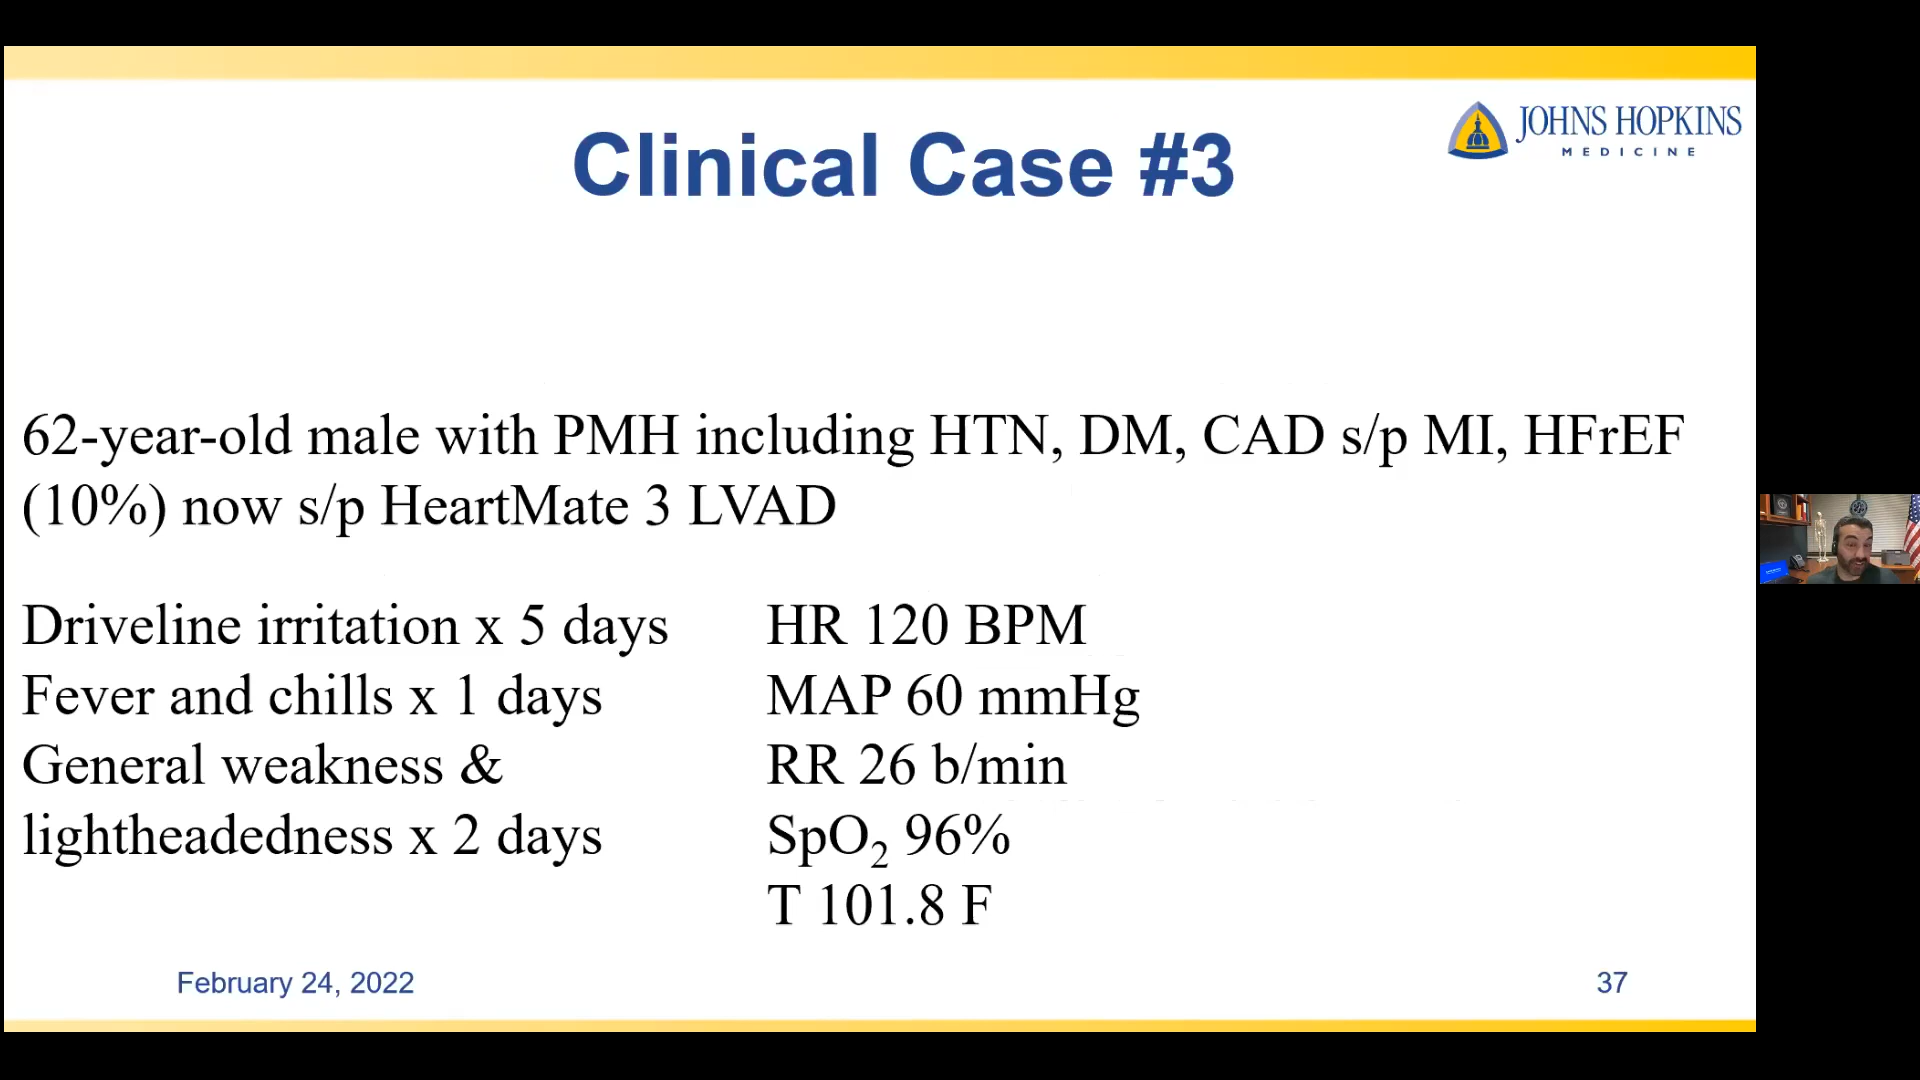 JOHNS HOPKINS
MEDICINE
Clinical Case #3
62-year-old male with PMH including HTN, DM, CAD s/p MI, HFrEF
(10%) now s/p HeartMate 3 LVAD
Driveline irritation x 5 days
Fever and chills x 1 days
General weakness &
lightheadedness x 2 days
HR 120 BPM
MAP 60 mmHg
RR 26 b/min
SpO₂ 96%
T 101.8 F
February 24, 2022
37